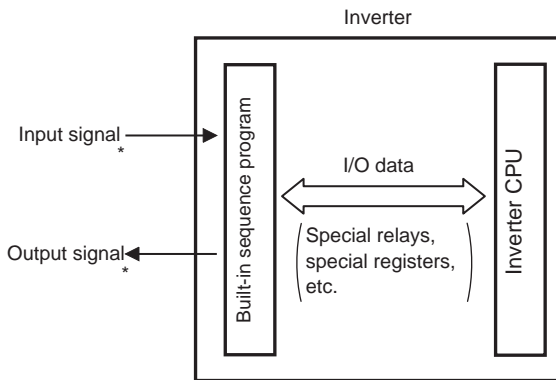 Inverter
Input signal
*
Output signal
*
Built-in sequence program
I/O data
Special relays,
special registers,
etc.
Inverter CPU